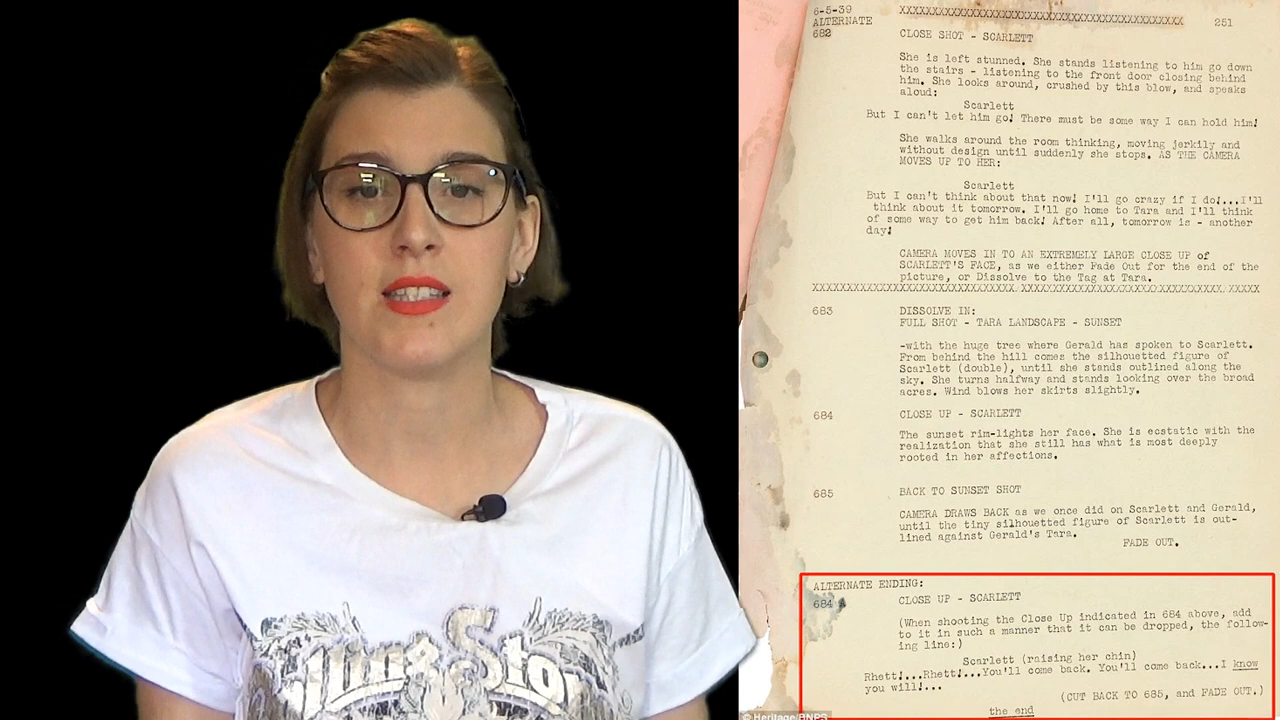 lling Sto
6-5-39 XXXXXXXXXXXXXXXXXXXXXXXXXXXXXXXXXXXXXXXXXXXXXXX 251
ALTERNATE
682 CLOSE SHOT - SCARLETT
She is left stunned. She stands listening to him go down
the stairs - listening to the front door closing behind
him. She looks around, crushed by this blow, and speaks
aloud:
Scarlett
But I can't let him go! There must be some way I can hold him!
She walks around the room thinking, moving jerkily and
without design until suddenly she stops. AS THE CAMERA
MOVES UP TO HER:
Scarlett
But I can't think about that now! I'll go crazy if I do!...I'll
think about it tomorrow. I'll go home to Tara and I'll think
of some way to get him back! After all, tomorrow is - another
day!
CAMERA MOVES IN TO AN EXTREMELY LARGE CLOSE UP of
SCARLETT'S FACE, as we either Fade Out for the end of the
picture, or Dissolve to the Tag at Tara.
XXXXXXXXXXXXXXXXXXXXXXXXXXXXXXXXXXXXXXXXXXXXXXXXXXXXXXXXXXXXXXXXXXXXXXXX
683 DISSOLVE IN:
FULL SHOT - TARA LANDSCAPE - SUNSET
-with the huge tree where Gerald has spoken to Scarlett.
From behind the hill comes the silhouetted figure of
Scarlett (double), until she stands outlined along the
sky. She turns halfway and stands looking over the broad
acres. Wind blows her skirts slightly.
684 CLOSE UP - SCARLETT
The sunset rim-lights her face. She is ecstatic with the
realization that she still has what is most deeply
rooted in her affections.
685 BACK TO SUNSET SHOT
CAMERA DRAWS BACK as we once did on Scarlett and Gerald,
until the tiny silhouetted figure of Scarlett is out-
lined against Gerald's Tara.
FADE OUT.
ALTERNATE ENDING:
684 A CLOSE UP - SCARLETT
(When shooting the Close Up indicated in 684 above, add
to it in such a manner that it can be dropped, the follow-
ing line:)
Scarlett (raising her chin)
Rhett!...Rhett!...You'll come back. You'll come back...I know
you will!...
(CUT BACK TO 685, and FADE OUT.)
the end
© Heritage/BNPS